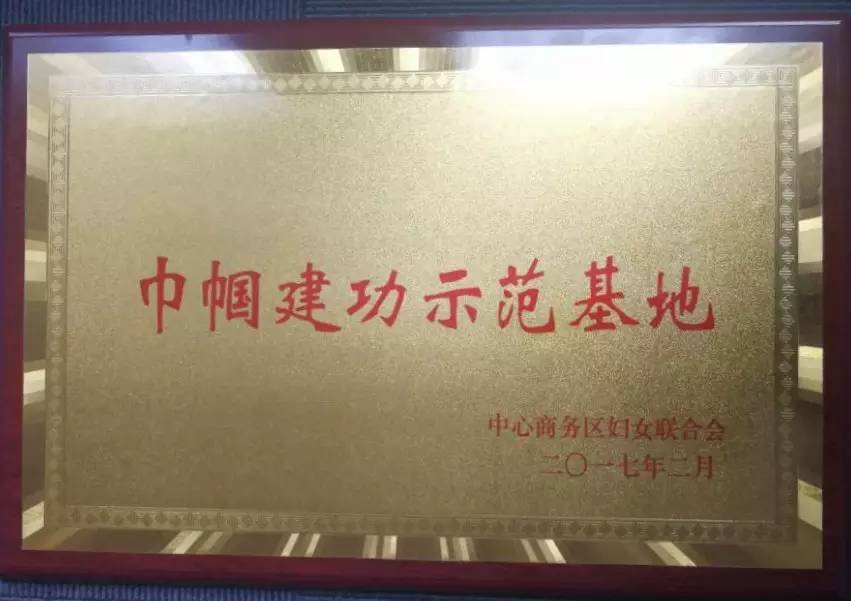 巾帼建功示范基地
中心商务区妇女联合会
二〇一七年二月